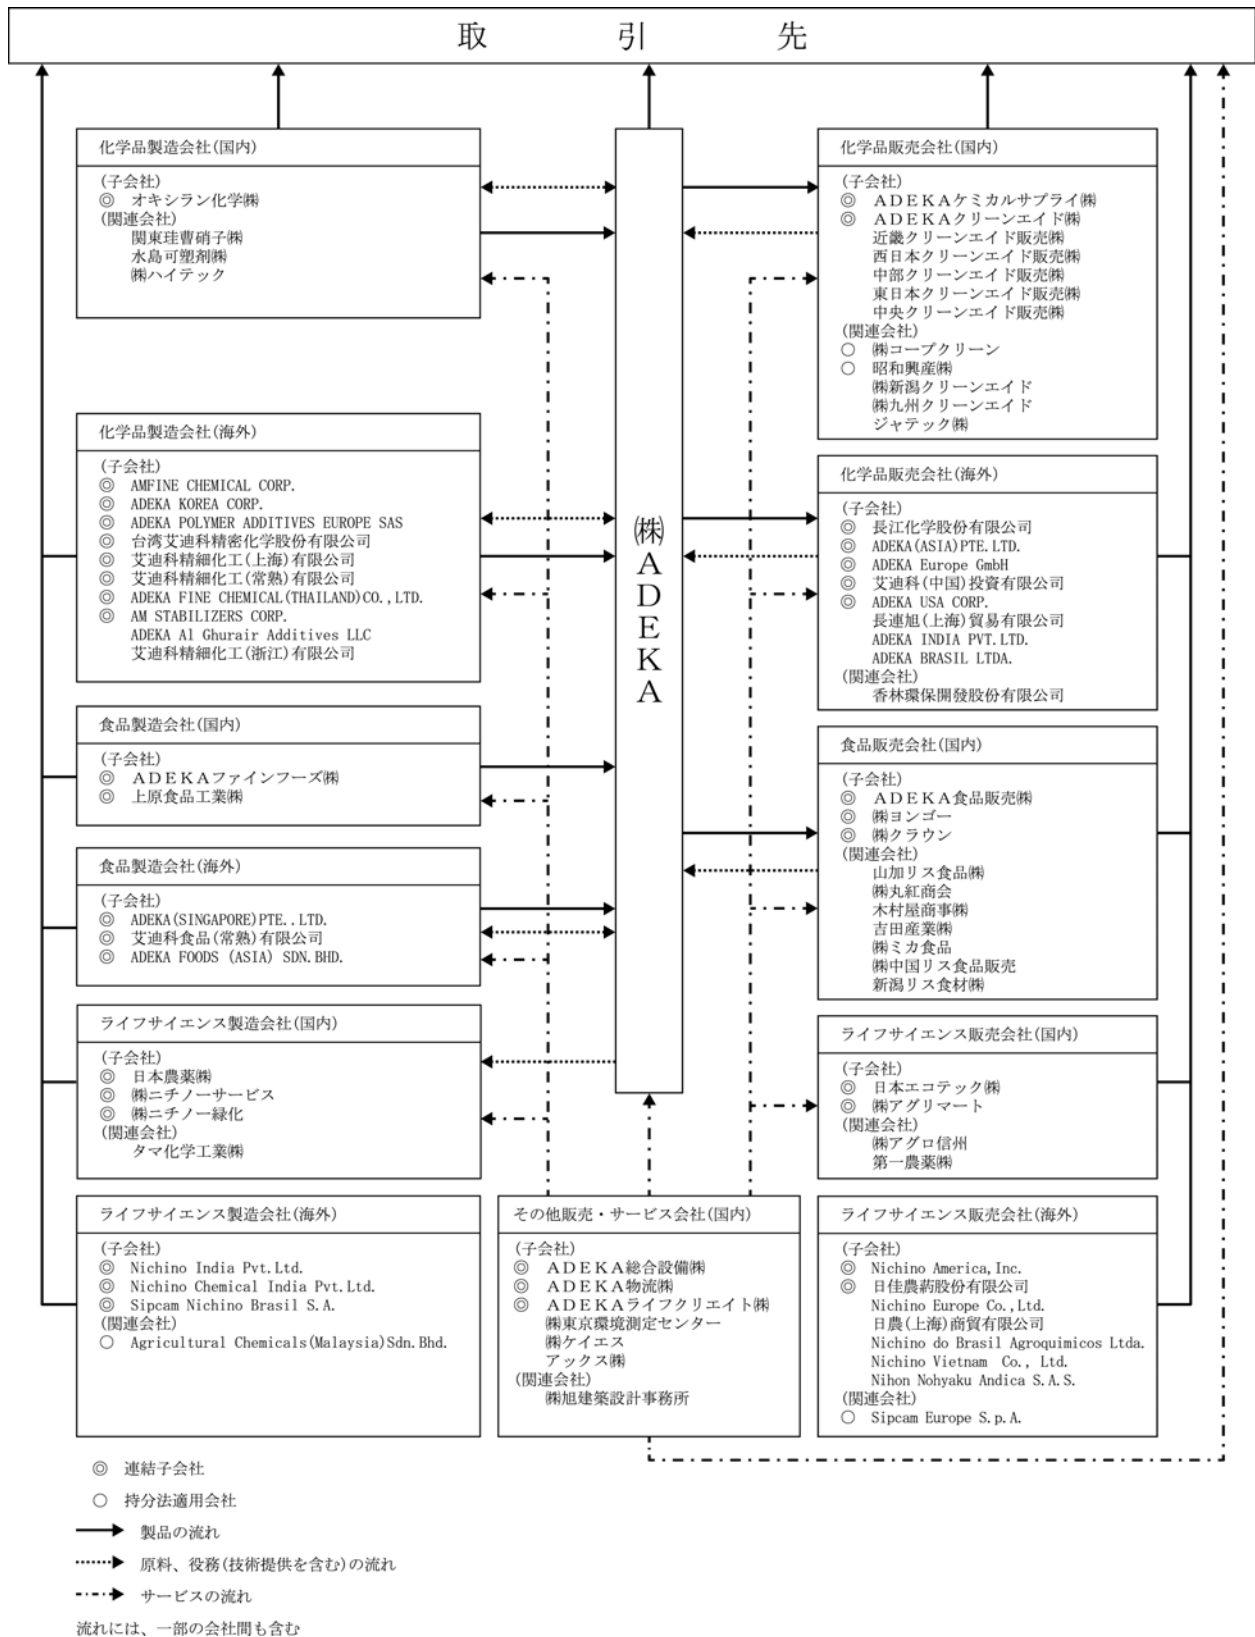 取引先
化学品製造会社(国内)
(子会社)
◎ オキシラン化学㈱
(関連会社)
関東珪曹硝子㈱
水島可塑剤㈱
㈱ハイテック
化学品製造会社(海外)
(子会社)
◎ AMFINE CHEMICAL CORP.
◎ ADEKA KOREA CORP.
◎ ADEKA POLYMER ADDITIVES EUROPE SAS
◎ 台湾艾迪科精密化学股份有限公司
◎ 艾迪科精細化工(上海)有限公司
◎ 艾迪科精細化工(常熟)有限公司
◎ ADEKA FINE CHEMICAL(THAILAND)CO.,LTD.
◎ AM STABILIZERS CORP.
ADEKA Al Ghurair Additives LLC
艾迪科精細化工(浙江)有限公司
食品製造会社(国内)
(子会社)
◎ ADEKAファインフーズ㈱
◎ 上原食品工業㈱
食品製造会社(海外)
(子会社)
◎ ADEKA(SINGAPORE)PTE..LTD.
◎ 艾迪科食品(常熟)有限公司
◎ ADEKA FOODS (ASIA) SDN.BHD.
ライフサイエンス製造会社(国内)
(子会社)
◎ 日本農薬㈱
◎ ㈱ニチノーサービス
◎ ㈱ニチノー緑化
(関連会社)
タマ化学工業㈱
ライフサイエンス製造会社(海外)
(子会社)
◎ Nichino India Pvt.Ltd.
◎ Nichino Chemical India Pvt.Ltd.
◎ Sipcam Nichino Brasil S.A.
(関連会社)
○ Agricultural Chemicals(Malaysia)Sdn.Bhd.
㈱ADEKA
その他販売・サービス会社(国内)
(子会社)
◎ ADEKA総合設備㈱
◎ ADEKA物流㈱
◎ ADEKAライフクリエイト㈱
㈱東京環境測定センター
㈱ケイエス
アックス㈱
(関連会社)
㈱旭建築設計事務所
化学品販売会社(国内)
(子会社)
◎ ADEKAケミカルサプライ㈱
◎ ADEKAクリーンエイド㈱
近畿クリーンエイド販売㈱
西日本クリーンエイド販売㈱
中部クリーンエイド販売㈱
東日本クリーンエイド販売㈱
中央クリーンエイド販売㈱
(関連会社)
○ ㈱コープクリーン
○ 昭和興産㈱
㈱新潟クリーンエイド
㈱九州クリーンエイド
ジャテック㈱
化学品販売会社(海外)
(子会社)
◎ 長江化学股份有限公司
◎ ADEKA(ASIA)PTE.LTD.
◎ ADEKA Europe GmbH
◎ 艾迪科(中国)投資有限公司
◎ ADEKA USA CORP.
長連旭(上海)貿易有限公司
ADEKA INDIA PVT.LTD.
ADEKA BRASIL LTDA.
(関連会社)
香林環保開發股份有限公司
食品販売会社(国内)
(子会社)
◎ ADEKA食品販売㈱
◎ ㈱ヨンゴー
◎ ㈱クラウン
(関連会社)
山加リス食品㈱
㈱丸紅商会
木村屋商事㈱
吉田産業㈱
㈱ミカ食品
㈱中国リス食品販売
新潟リス食材㈱
ライフサイエンス販売会社(国内)
(子会社)
◎ 日本エコテック㈱
◎ ㈱アグリマート
(関連会社)
㈱アグロ信州
第一農薬㈱
ライフサイエンス販売会社(海外)
(子会社)
◎ Nichino America,Inc.
◎ 日佳農葯股份有限公司
Nichino Europe Co.,Ltd.
日農(上海)商貿有限公司
Nichino do Brasil Agroquimicos Ltda.
Nichino Vietnam Co., Ltd.
Nihon Nohyaku Andica S.A.S.
(関連会社)
○ Sipcam Europe S.p.A.
◎ 連結子会社
○ 持分法適用会社
製品の流れ
原料、役務(技術提供を含む)の流れ
サービスの流れ
流れには、一部の会社間も含む